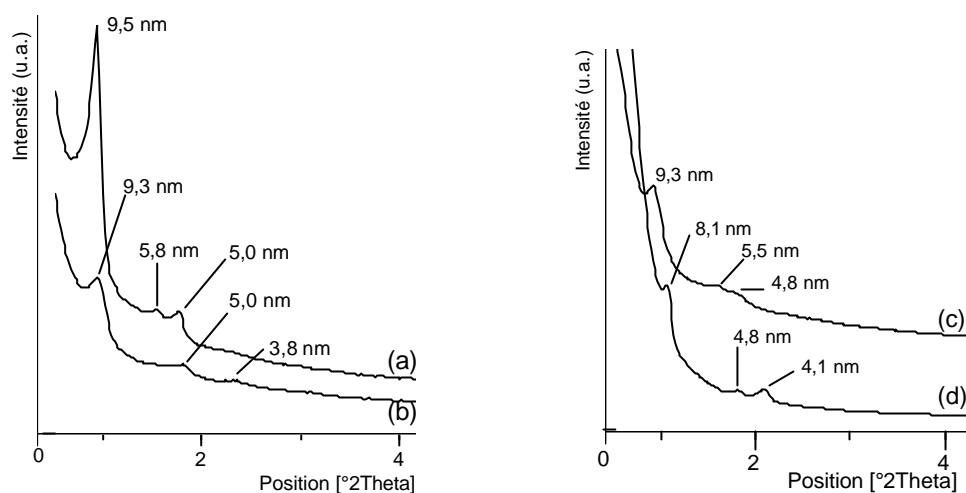 Intensité (u.a.)
9,5 nm
9,3 nm
5,8 nm
5,0 nm
5,0 nm
3,8 nm
(a)
(b)
0
2
4
Position [°2Theta]
Intensité (u.a.)
9,3 nm
8,1 nm
5,5 nm
4,8 nm
(c)
4,8 nm
4,1 nm
(d)
0
2
4
Position [°2Theta]